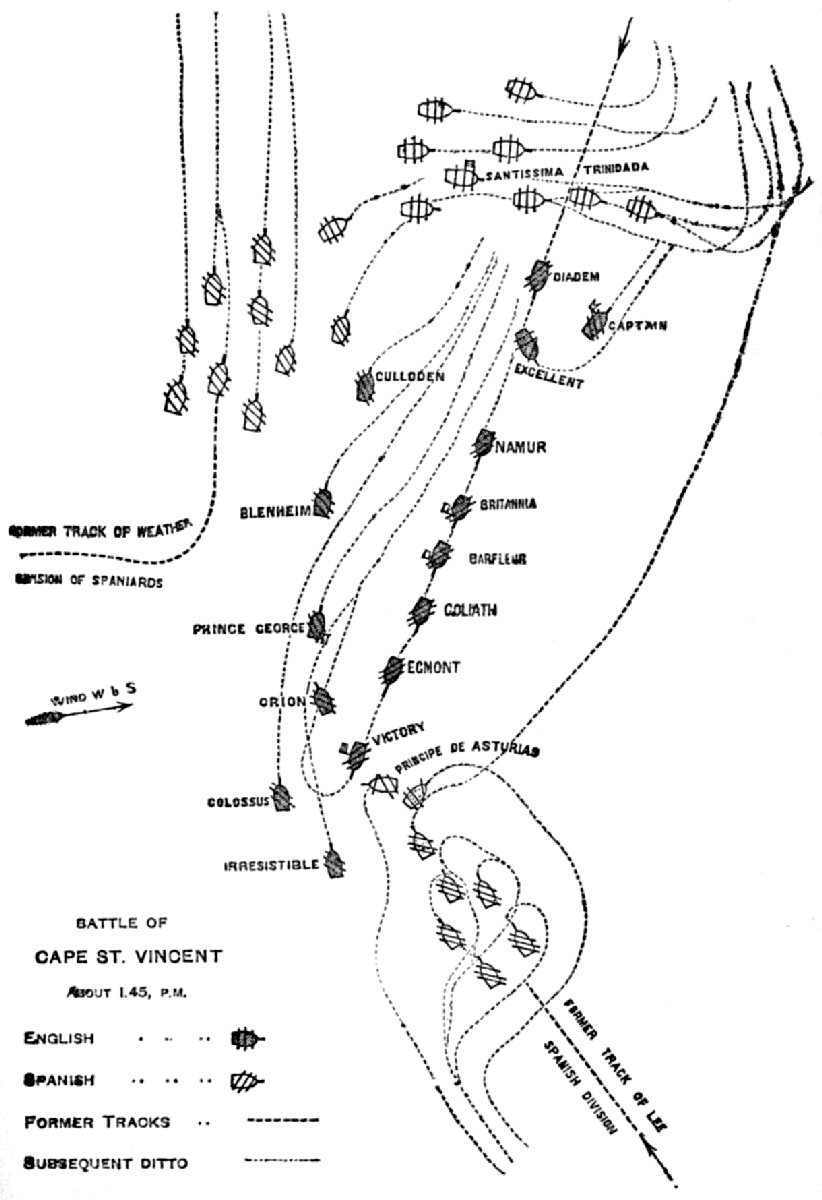 SANTISSIMA TRINIDADA
DIADEM
CAPTAIN
EXCELLENT
CULLODEN
NAMUR
BLENHEIM
BRITANNIA
FORMER TRACK OF WEATHER
DIVISION OF SPANIARDS
BARFLEUR
GOLIATH
PRINCE GEORGE
EGMONT
WIND W b S
ORION
VICTORY
PRINCIPE DE ASTURIAS
COLOSSUS
IRRESISTIBLE
BATTLE OF
CAPE ST. VINCENT
ABOUT 1.45, P.M.
ENGLISH
SPANISH
FORMER TRACKS
SUBSEQUENT DITTO
FORMER TRACK OF LEE
SPANISH DIVISION